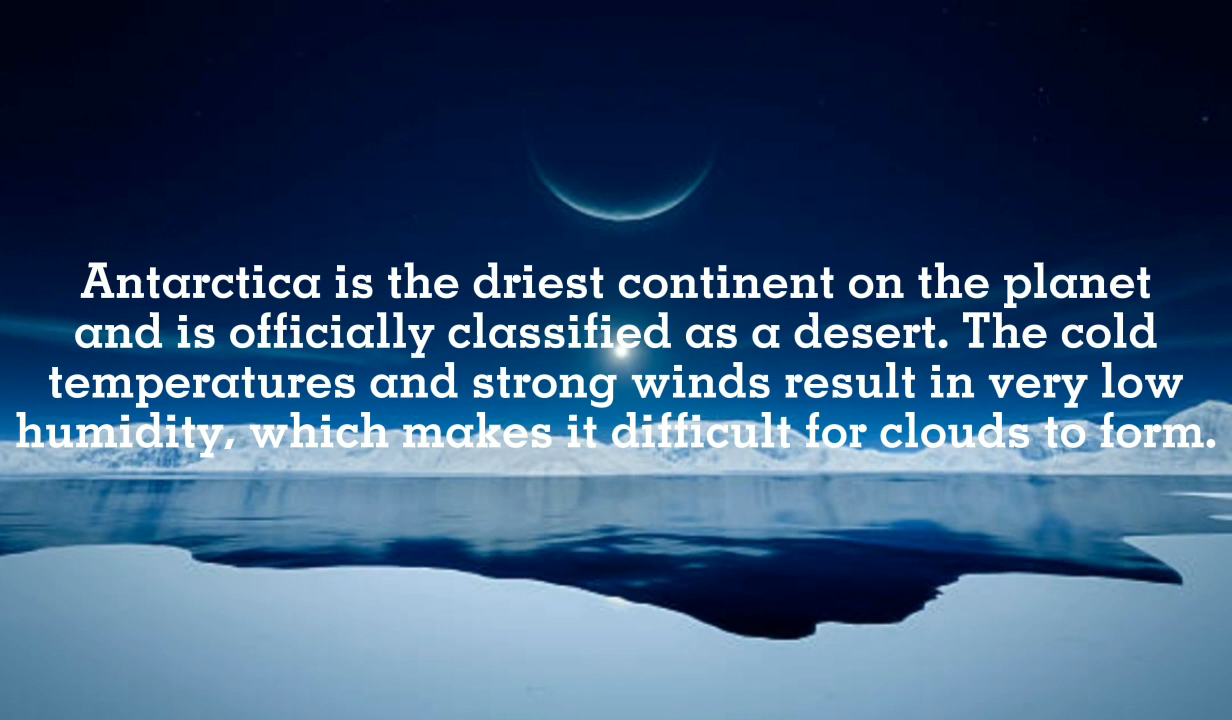 Antarctica is the driest continent on the planet
and is officially classified as a desert. The cold
temperatures and strong winds result in very low
humidity, which makes it difficult for clouds to form.